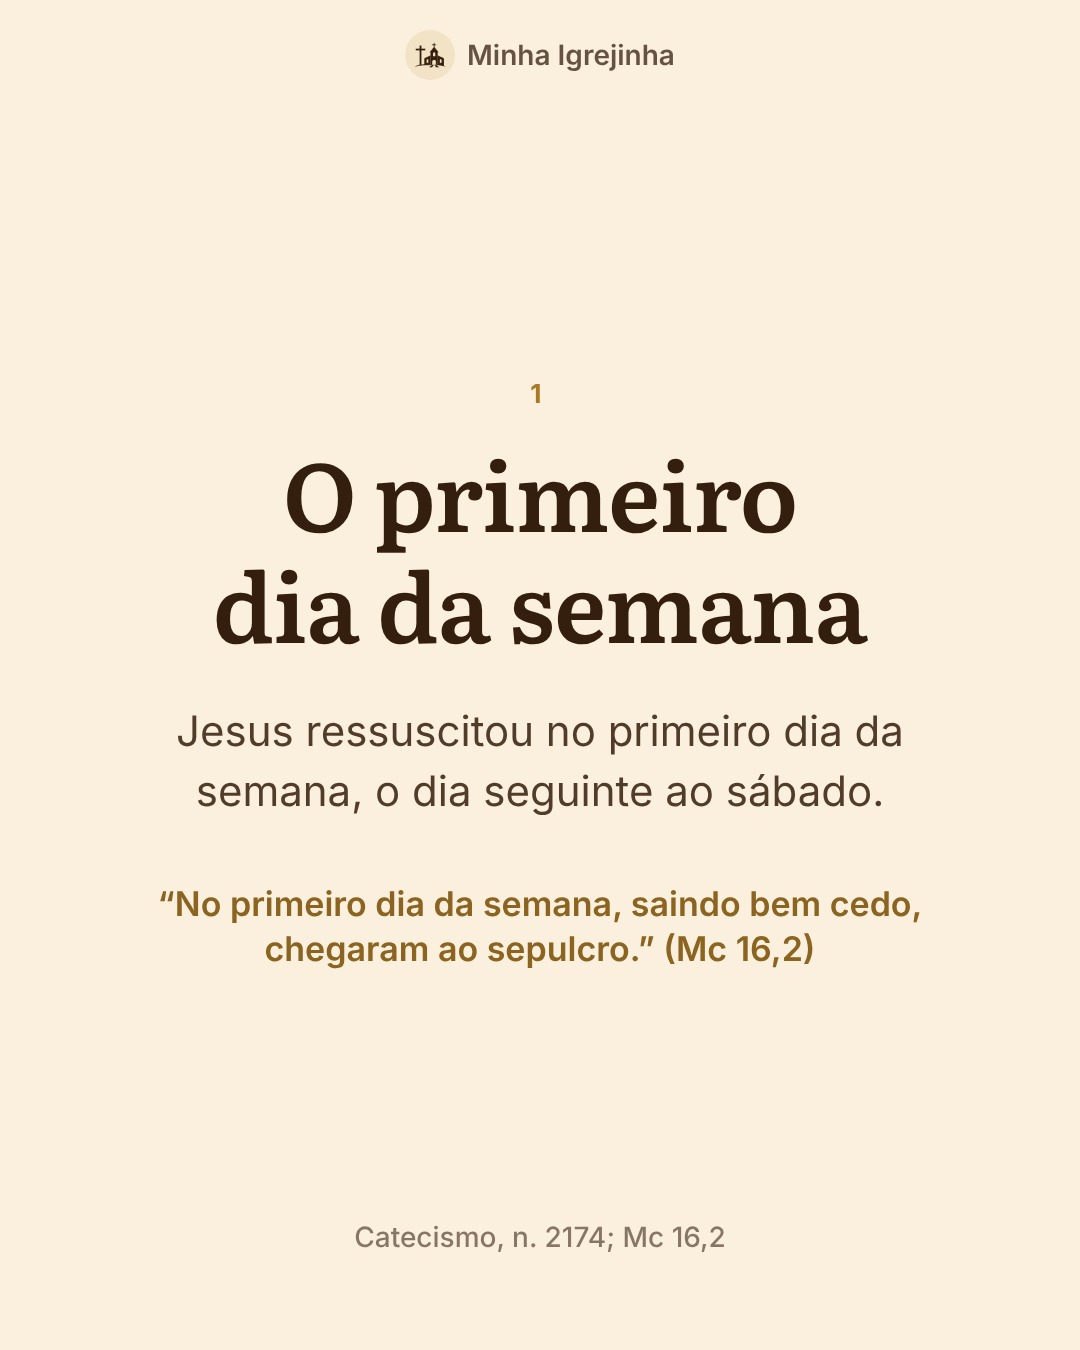 Minha Igrejinha
1
O primeiro
dia da semana
Jesus ressuscitou no primeiro dia da
semana, o dia seguinte ao sábado.
“No primeiro dia da semana, saindo bem cedo,
chegaram ao sepulcro.” (Mc 16,2)
Catecismo, n. 2174; Mc 16,2